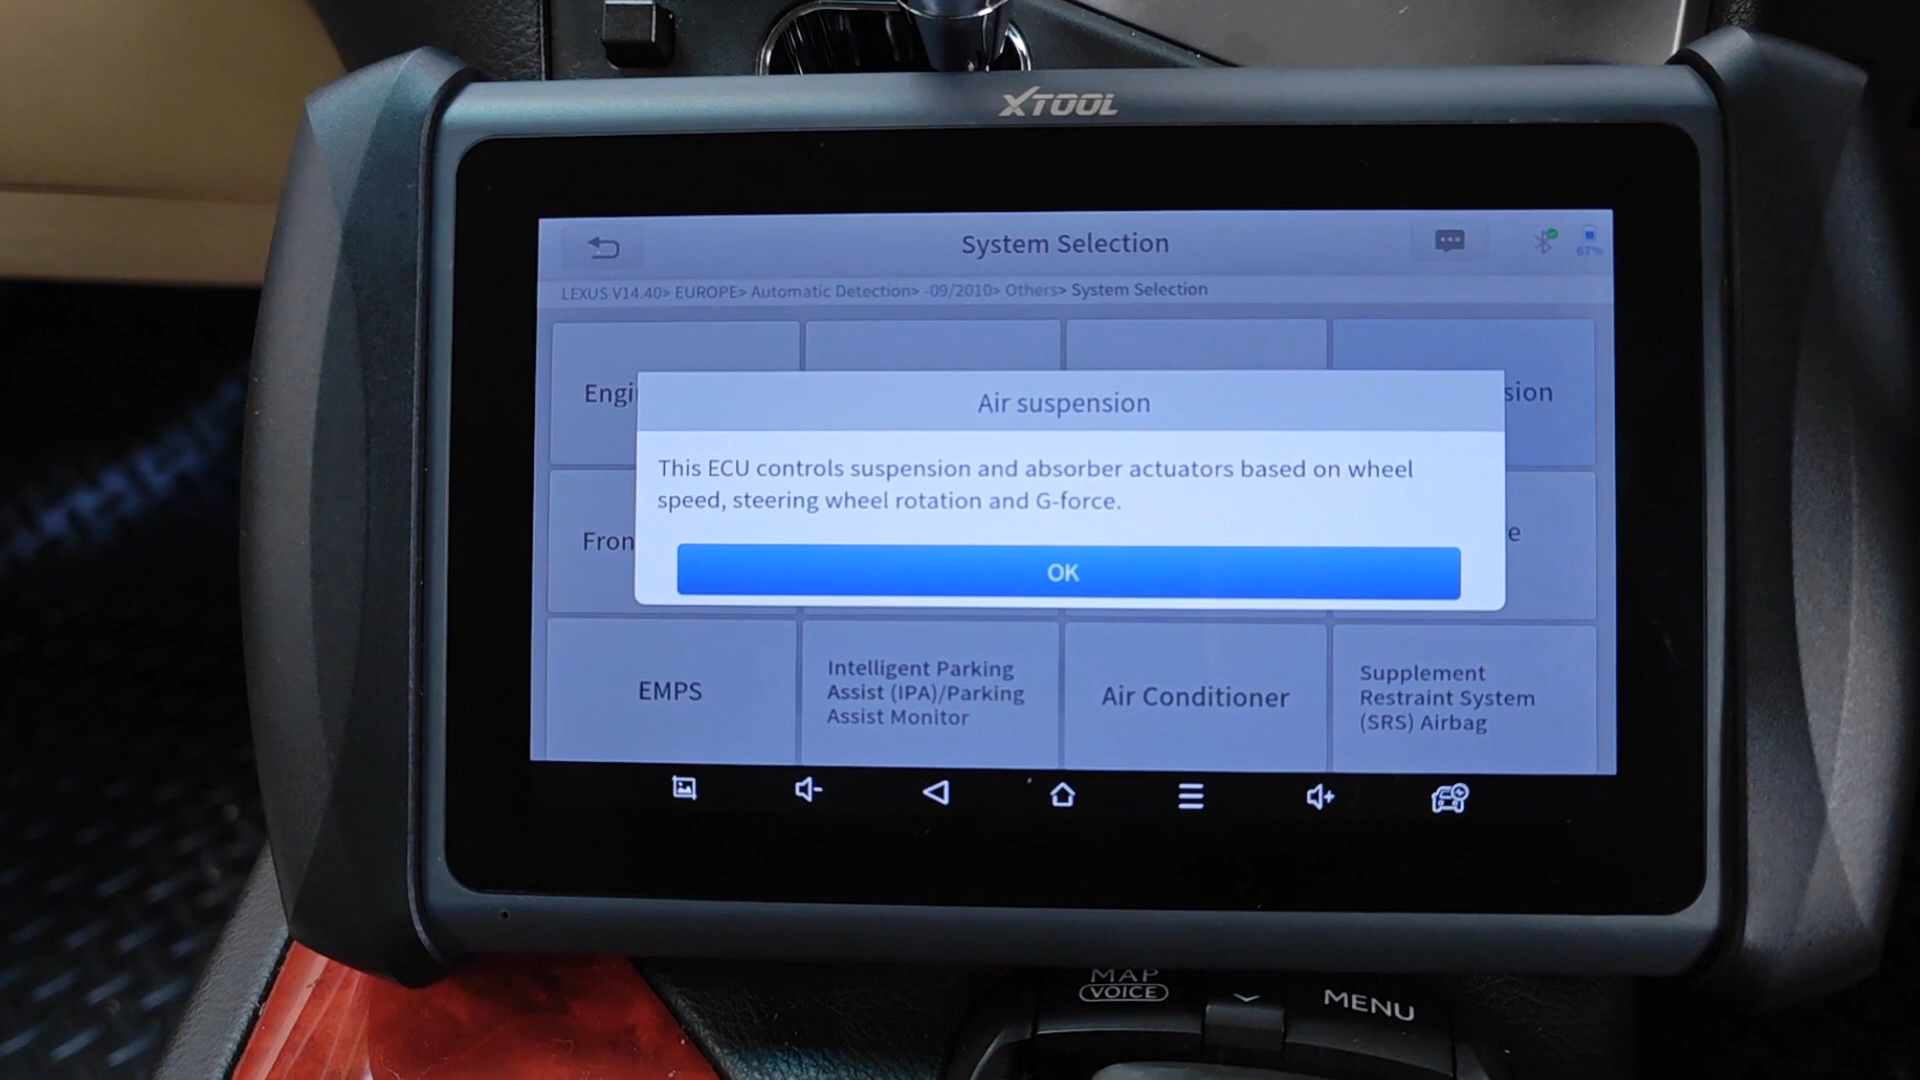 XTOOL
System Selection
67%
LEXUS V14.40> EUROPE> Automatic Detection> -09/2010> Others> System Selection
Engi
sion
Air suspension
This ECU controls suspension and absorber actuators based on wheel
speed, steering wheel rotation and G-force.
Fron
e
OK
EMPS
Intelligent Parking
Assist (IPA)/Parking
Assist Monitor
Air Conditioner
Supplement
Restraint System
(SRS) Airbag
MAP
VOICE
MENU